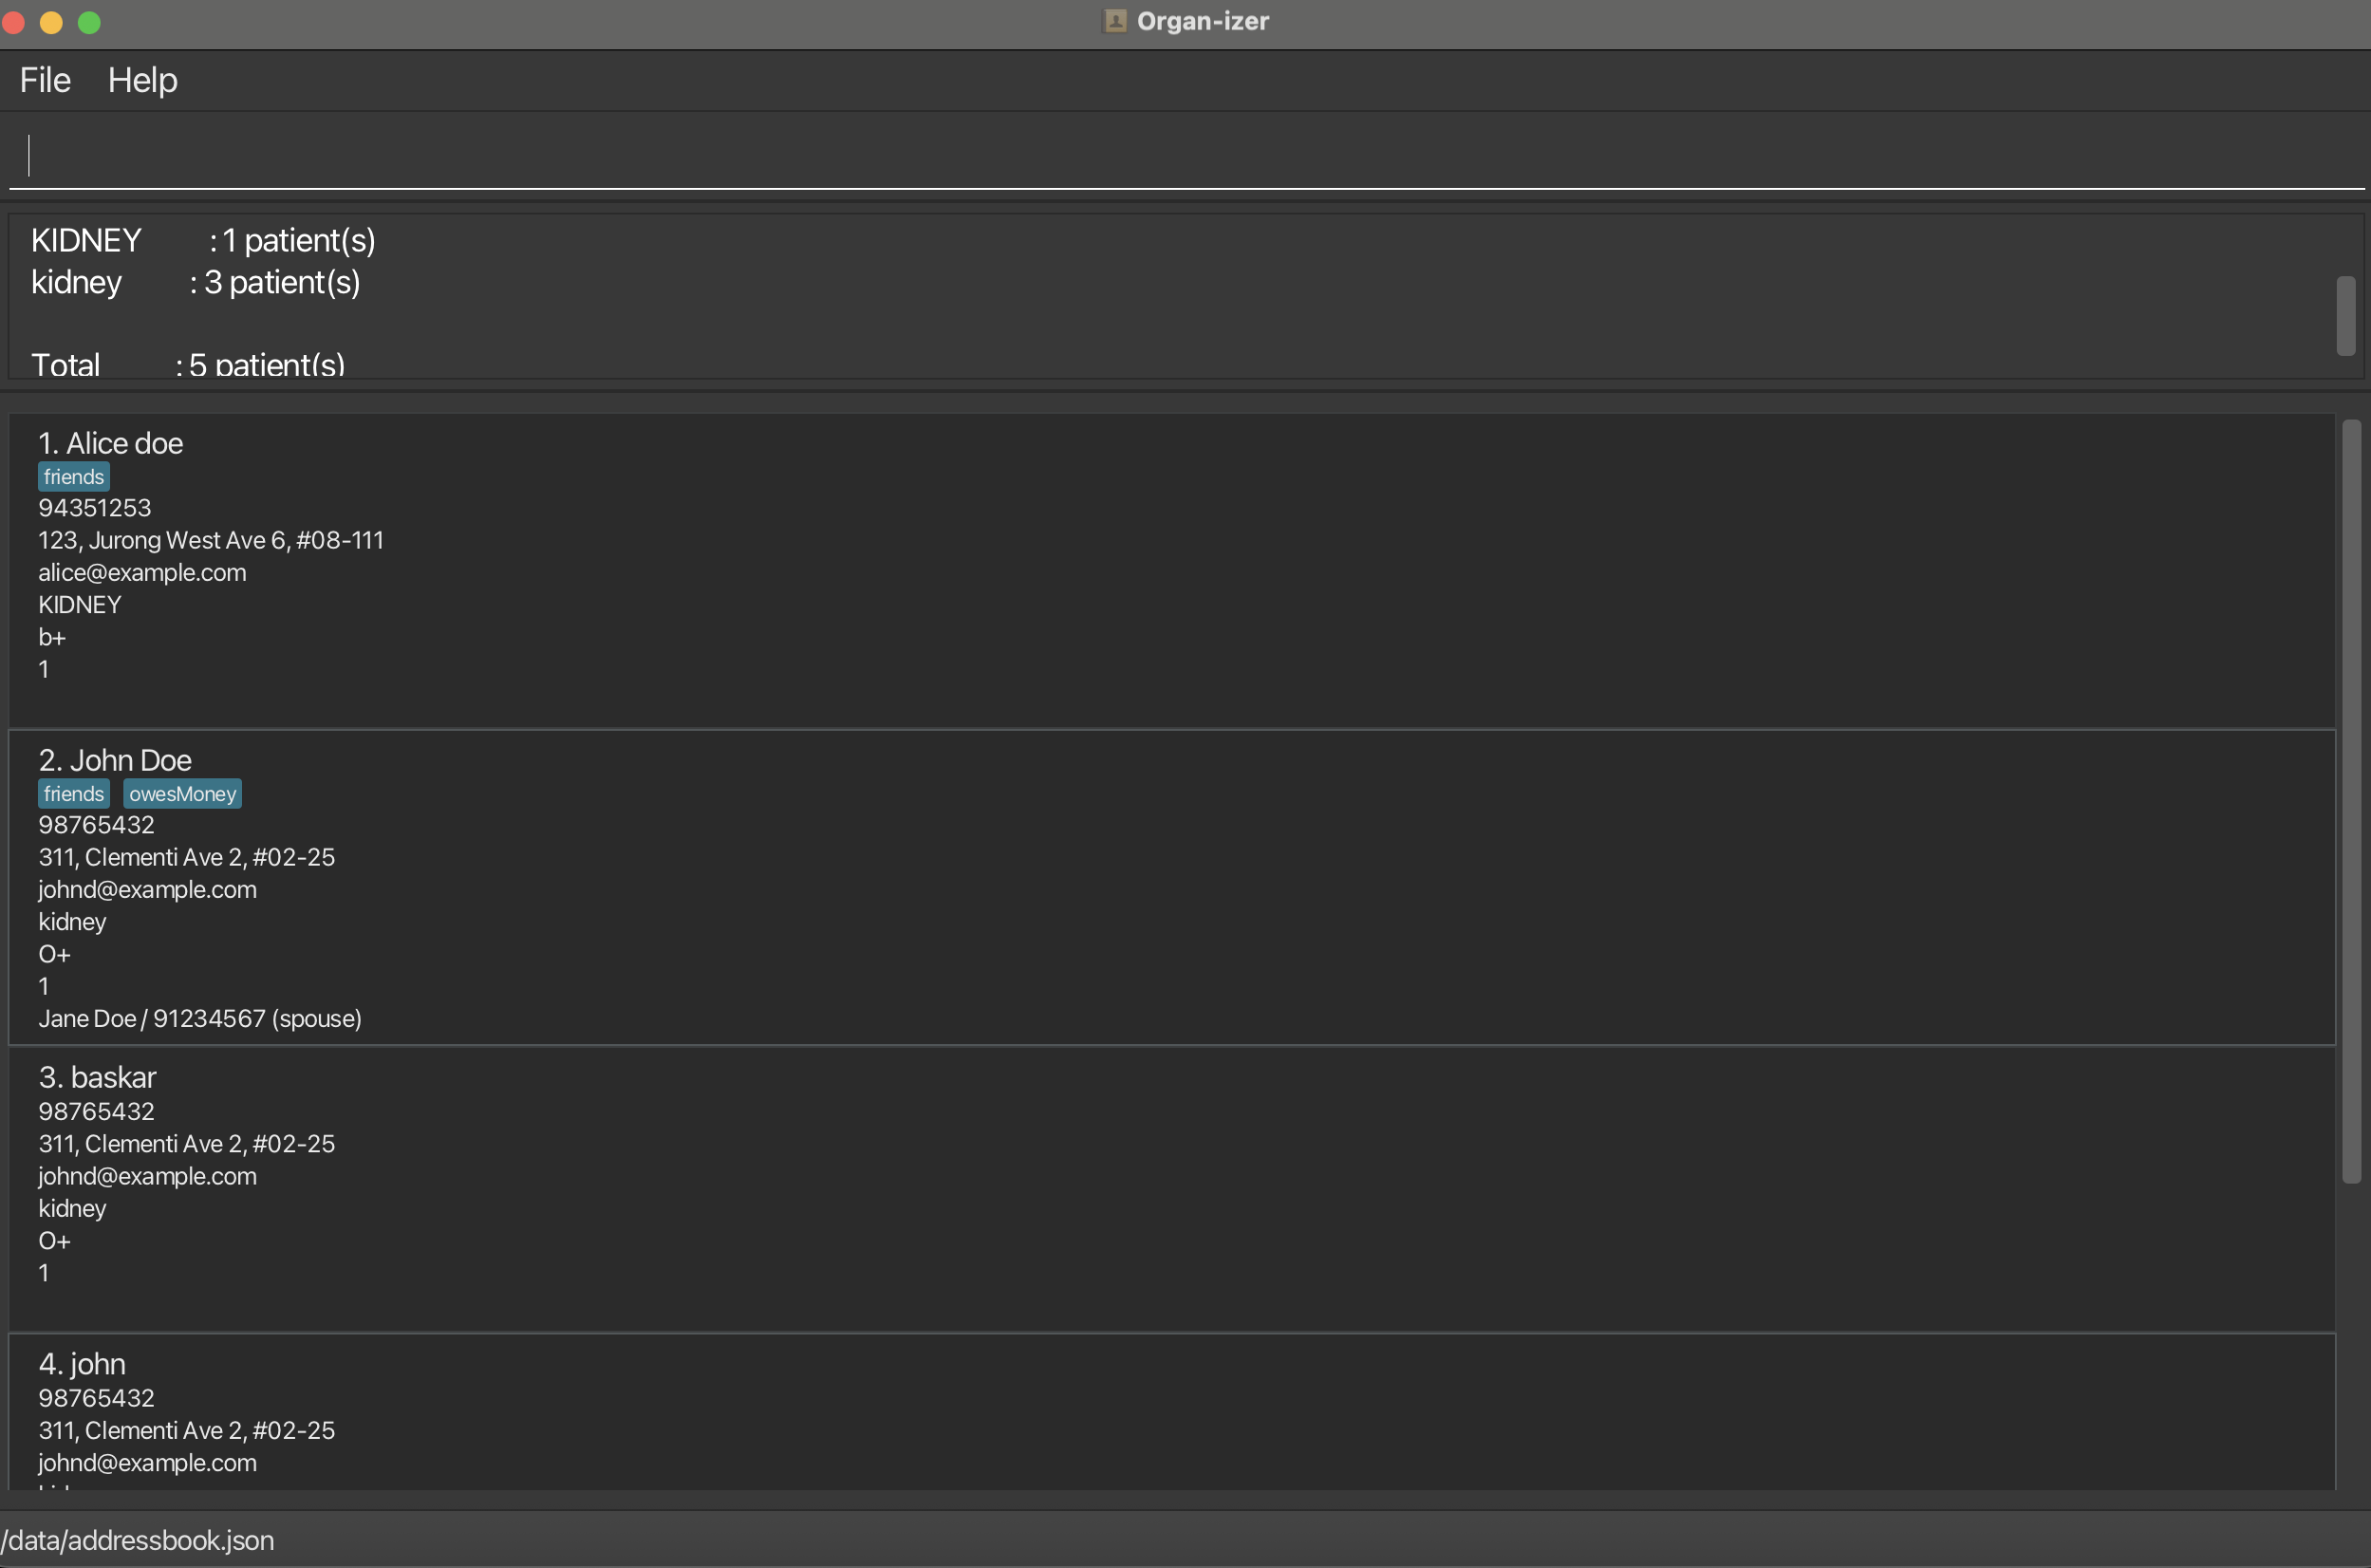 Organ-izer
File Help
KIDNEY : 1 patient(s)
kidney : 3 patient(s)
Total : 5 patient(s)
1. Alice doe
friends
94351253
123, Jurong West Ave 6, #08-111
alice@example.com
KIDNEY
b+
1
2. John Doe
friends owesMoney
98765432
311, Clementi Ave 2, #02-25
johnd@example.com
kidney
O+
1
Jane Doe / 91234567 (spouse)
3. baskar
98765432
311, Clementi Ave 2, #02-25
johnd@example.com
kidney
O+
1
4. john
98765432
311, Clementi Ave 2, #02-25
johnd@example.com
/data/addressbook.json